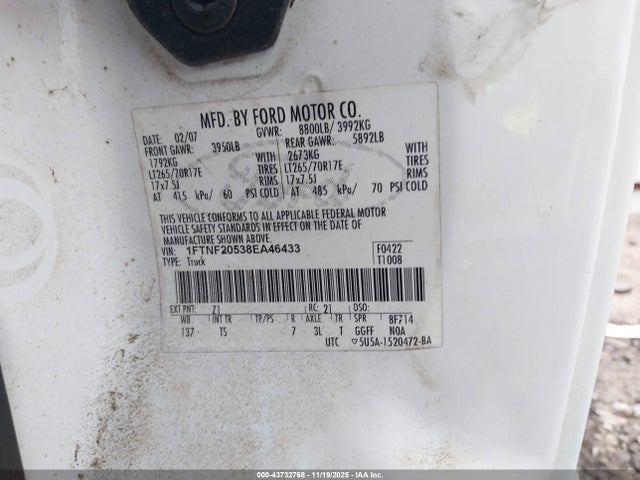 MFD. BY FORD MOTOR CO.
DATE: 02/07 GVWR: 8800LB/ 3992KG
FRONT GAWR: 3950LB REAR GAWR: 5892LB
1792KG WITH 2673KG WITH
LT265/70R17E TIRES LT265/70R17E TIRES
17x7.5J RIMS 17x7.5J RIMS
AT 415 kPa/ 60 PSI COLD AT 485 kPa/ 70 PSI COLD
THIS VEHICLE CONFORMS TO ALL APPLICABLE FEDERAL MOTOR
VEHICLE SAFETY STANDARDS IN EFFECT ON THE DATE OF
MANUFACTURE SHOWN ABOVE.
VIN: 1FTNF20538EA46433 F0422
TYPE: Truck T1008
EXT PNT: Z1 RC: 21 DSO:
WB INT TR TP/PS R AXLE TR SPR 8F714
137 TS 7 3L T GGFF NOA
UTC ▽5U5A-1520472-BA
000-43732768 - 11/19/2025 - IAAI.COM